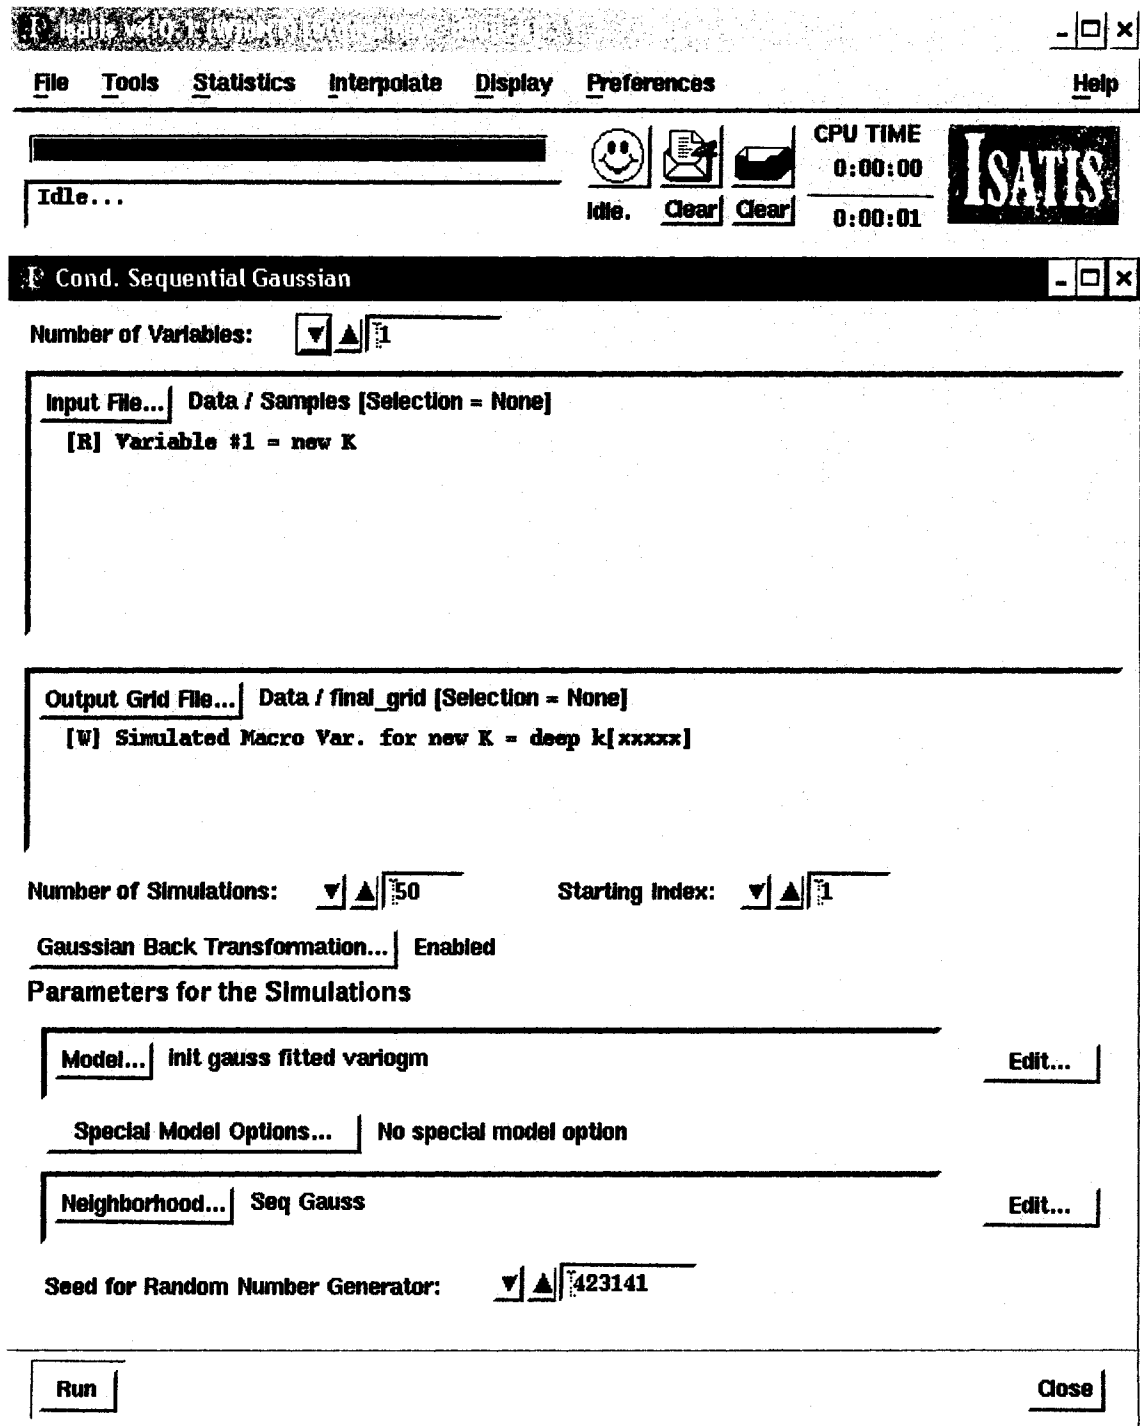 Isatis v4.0.1
File Tools Statistics Interpolate Display Preferences Help
CPU TIME
0:00:00
ISATIS
Idle...
Idle. Clear Clear
0:00:01
Cond. Sequential Gaussian
Number of Variables: 1
Input File... Data / Samples [Selection = None]
[R] Variable #1 = new K
Output Grid File... Data / final_grid [Selection = None]
[W] Simulated Macro Var. for new K = deep k[xxxxx]
Number of Simulations: 50 Starting Index: 1
Gaussian Back Transformation... Enabled
Parameters for the Simulations
Model... init gauss fitted variogm Edit...
Special Model Options... No special model option
Neighborhood... Seq Gauss Edit...
Seed for Random Number Generator: 423141
Run Close